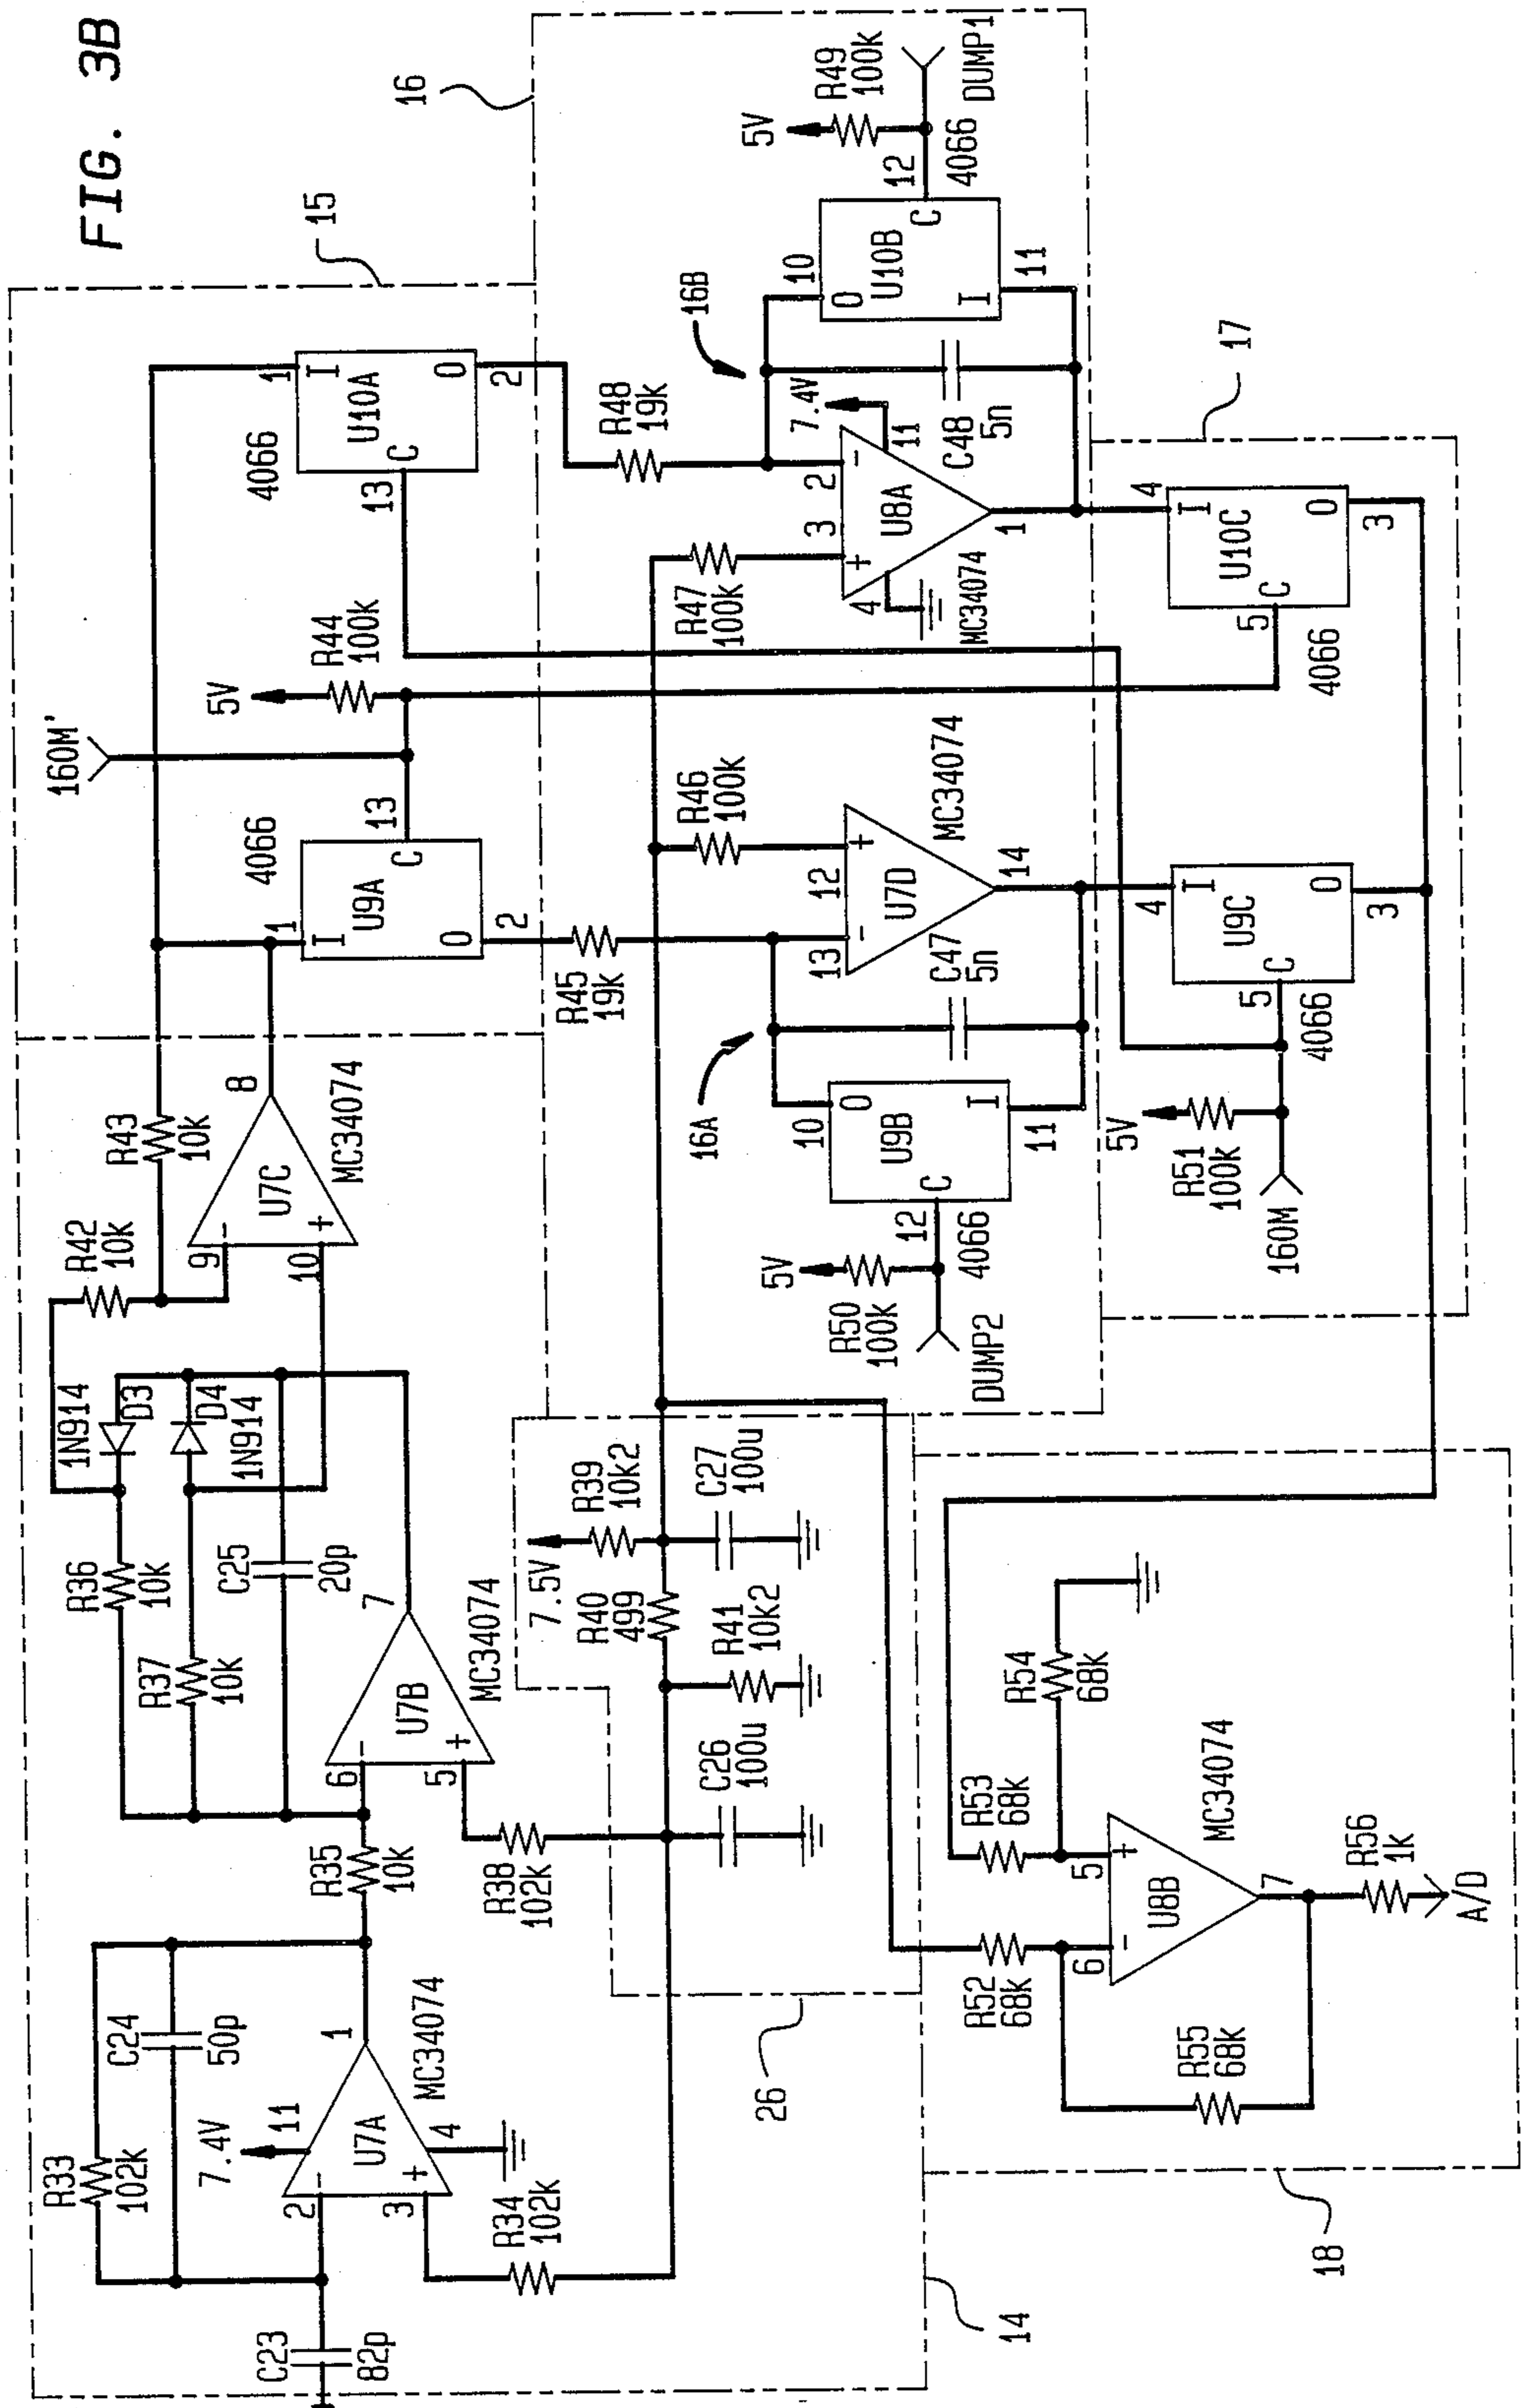 FIG. 3B
R33
102k
C24
50p
7.4V
11
C23
82p
2
3
-
+
U7A
1
4
MC34074
R34
102k
R35
10k
R36
10k
R37
10k
C25
20p
1N914
D3
D4
1N914
6
5
-
+
U7B
7
MC34074
R38
102k
R42
10k
R43
10k
9
10
-
+
U7C
8
MC34074
14
C26
100u
R41
10k2
R40
499
7.5V
R39
10k2
C27
100u
26
160M'
5V
R44
100k
4066
1
I
U9A
C
13
O
2
4066
1
I
U10A
C
13
O
2
15
16
R45
19k
R46
100k
13
12
-
+
U7D
14
MC34074
C47
5n
16A
10
O
U9B
I
11
C
12
4066
5V
R50
100k
DUMP2
R47
100k
R48
19k
3
2
+
-
U8A
4
11
7.4V
1
MC34074
C48
5n
16B
10
O
U10B
I
11
C
12
4066
5V
R49
100k
DUMP1
17
5V
R51
100k
160M
4
I
U9C
C
5
O
3
4066
4
I
U10C
C
5
O
3
4066
R52
68k
R53
68k
R54
68k
6
5
-
+
U8B
7
MC34074
R55
68k
R56
1k
A/D
18